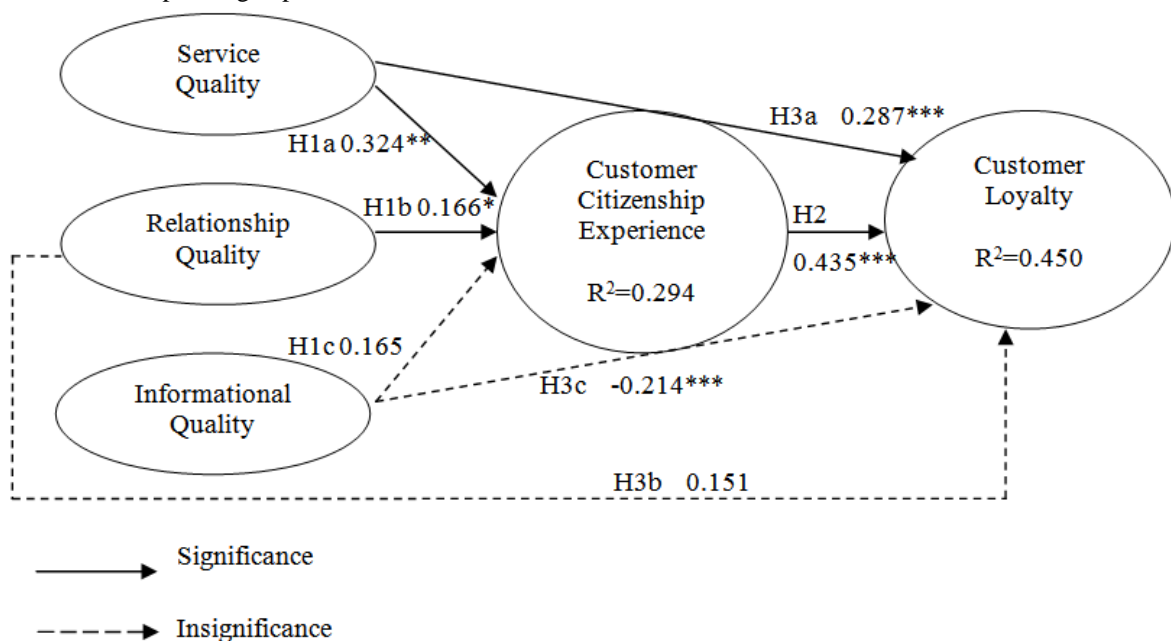 Service
Quality
H3a 0.287***
H1a 0.324**
Customer
Citizenship
Experience
R²=0.294
Customer
Loyalty
R²=0.450
H1b 0.166*
Relationship
Quality
H2
0.435***
H1c 0.165
Informational
Quality
H3c -0.214***
H3b 0.151
Significance
Insignificance